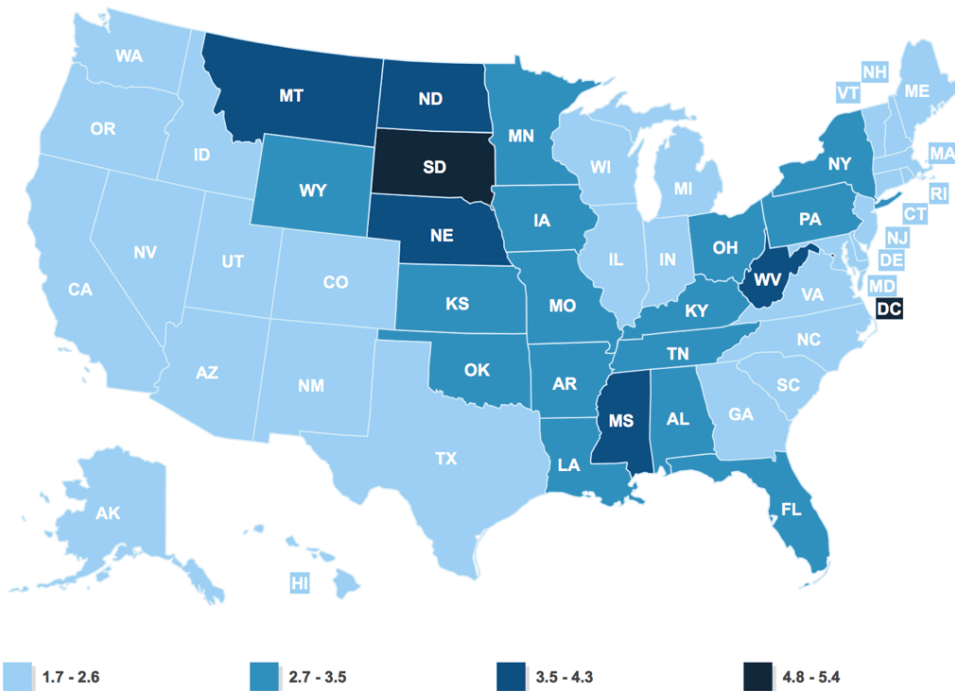 WA
MT
ND
MN
OR
ID
WY
SD
WI
MI
NH
VT
ME
NY
MA
RI
CT
NV
UT
CO
NE
IA
IL
IN
OH
PA
NJ
DE
MD
DC
CA
KS
MO
KY
WV
VA
AZ
NM
OK
AR
TN
NC
SC
TX
LA
MS
AL
GA
FL
AK
HI
1.7 - 2.6
2.7 - 3.5
3.5 - 4.3
4.8 - 5.4